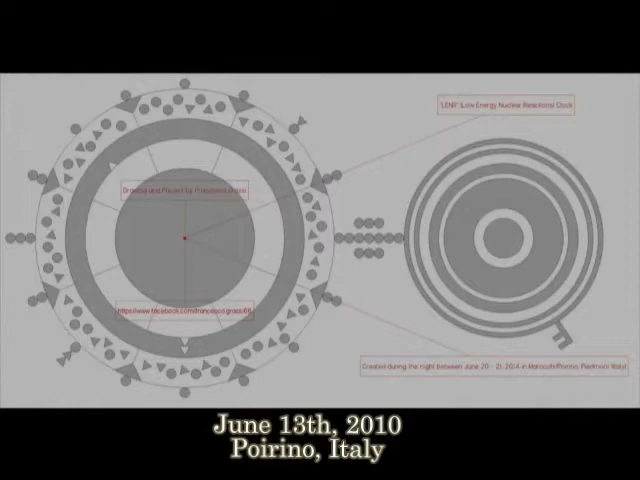 "LENR" (Low Energy Nuclear Reactions) Clock
Drawing and Project by Francesco Grassi
https://www.facebook.com/francesco.grassi66
Created during the night between June 20 - 21, 2014 in Marocchi/Poirino, Piedmont (Italy)
June 13th, 2010
Poirino, Italy